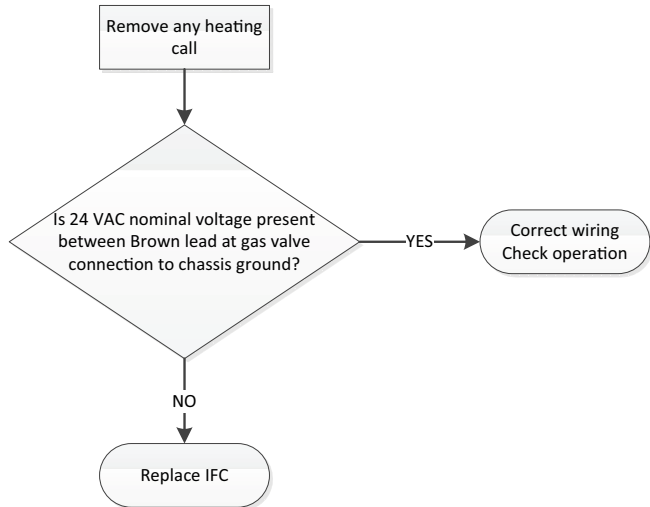 Remove any heating
call
Is 24 VAC nominal voltage present
between Brown lead at gas valve
connection to chassis ground?
YES
Correct wiring
Check operation
NO
Replace IFC